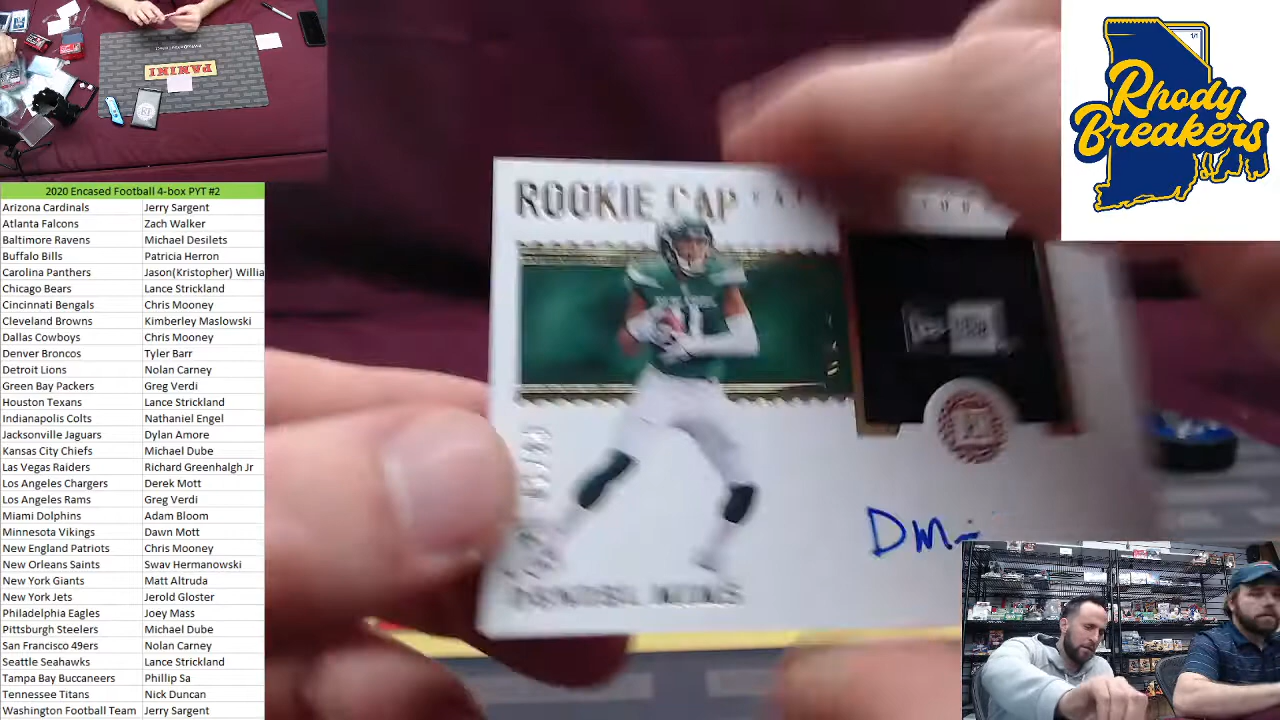 PANINI
Rhody
Breakers
1/1
2020 Encased Football 4-box PYT #2
Arizona Cardinals Jerry Sargent
Atlanta Falcons Zach Walker
Baltimore Ravens Michael Desilets
Buffalo Bills Patricia Herron
Carolina Panthers Jason(Kristopher) Willia
Chicago Bears Lance Strickland
Cincinnati Bengals Chris Mooney
Cleveland Browns Kimberley Maslowski
Dallas Cowboys Chris Mooney
Denver Broncos Tyler Barr
Detroit Lions Nolan Carney
Green Bay Packers Greg Verdi
Houston Texans Lance Strickland
Indianapolis Colts Nathaniel Engel
Jacksonville Jaguars Dylan Amore
Kansas City Chiefs Michael Dube
Las Vegas Raiders Richard Greenhalgh Jr
Los Angeles Chargers Derek Mott
Los Angeles Rams Greg Verdi
Miami Dolphins Adam Bloom
Minnesota Vikings Dawn Mott
New England Patriots Chris Mooney
New Orleans Saints Swav Hermanowski
New York Giants Matt Altruda
New York Jets Jerold Gloster
Philadelphia Eagles Joey Mass
Pittsburgh Steelers Michael Dube
San Francisco 49ers Nolan Carney
Seattle Seahawks Lance Strickland
Tampa Bay Buccaneers Phillip Sa
Tennessee Titans Nick Duncan
Washington Football Team Jerry Sargent
ROOKIE CAP
DENZEL MIMS